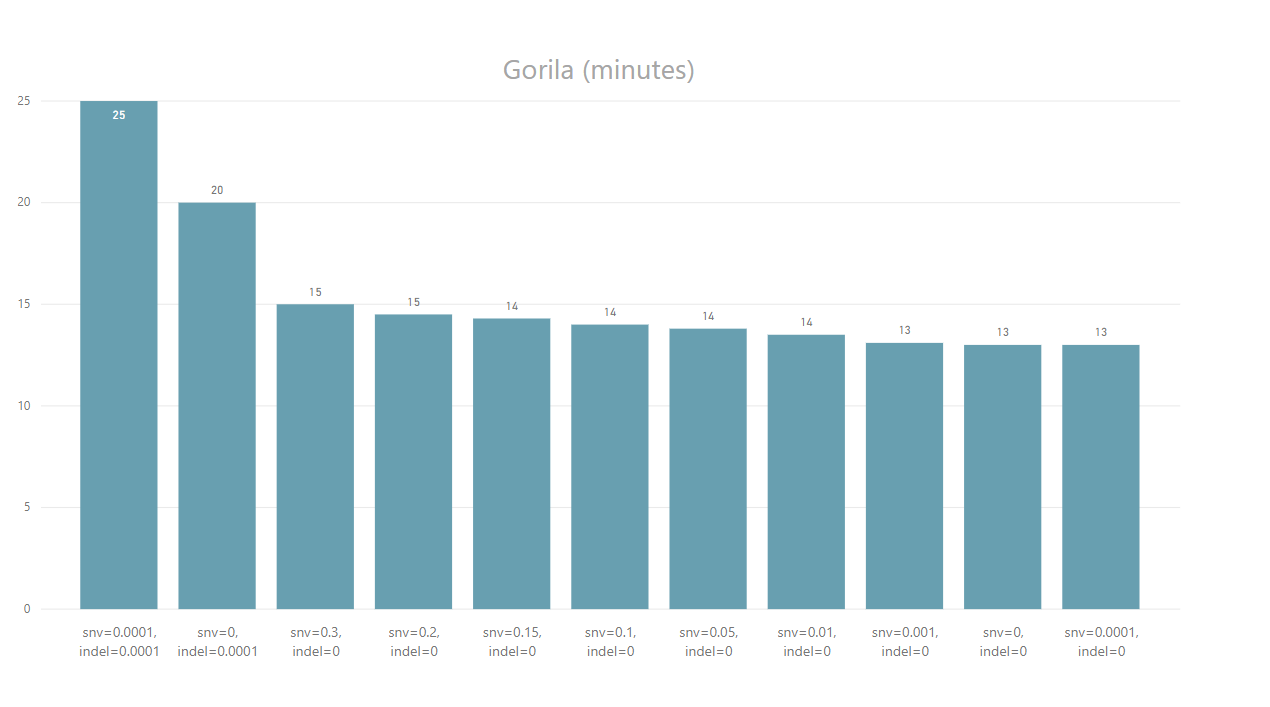 Gorila (minutes)
25
20
15
10
5
0
25
20
15
15
14
14
14
14
13
13
13
snv=0.0001,
indel=0.0001
snv=0,
indel=0.0001
snv=0.3,
indel=0
snv=0.2,
indel=0
snv=0.15,
indel=0
snv=0.1,
indel=0
snv=0.05,
indel=0
snv=0.01,
indel=0
snv=0.001,
indel=0
snv=0,
indel=0
snv=0.0001,
indel=0